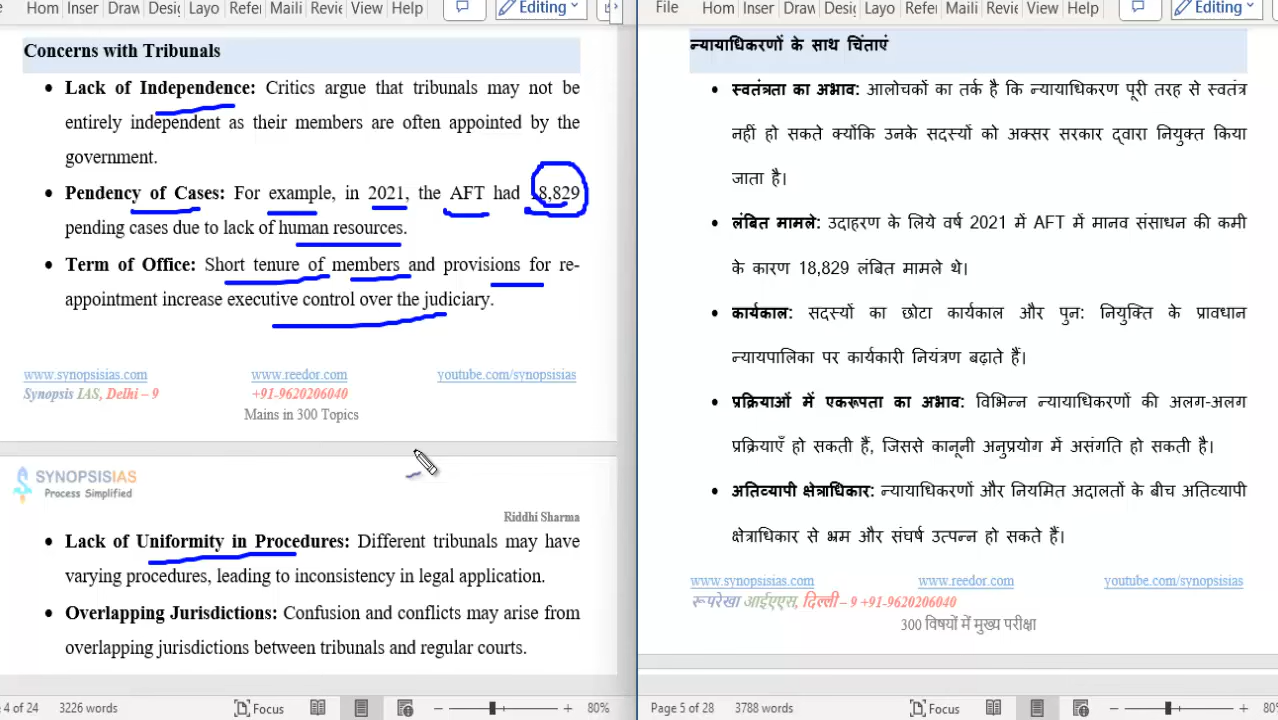 Hom Inser Draw Desig Layo Refer Maili Revie View Help Editing
Concerns with Tribunals
• Lack of Independence: Critics argue that tribunals may not be
entirely independent as their members are often appointed by the
government.
• Pendency of Cases: For example, in 2021, the AFT had 18,829
pending cases due to lack of human resources.
• Term of Office: Short tenure of members and provisions for re-
appointment increase executive control over the judiciary.
www.synopsisias.com www.reedor.com youtube.com/synopsisias
Synopsis IAS, Delhi – 9 +91-9620206040
Mains in 300 Topics
SYNOPSISIAS
Process Simplified
Riddhi Sharma
• Lack of Uniformity in Procedures: Different tribunals may have
varying procedures, leading to inconsistency in legal application.
• Overlapping Jurisdictions: Confusion and conflicts may arise from
overlapping jurisdictions between tribunals and regular courts.
4 of 24 3226 words Focus 80%
File Hom Inser Draw Desig Layo Refer Maili Revie View Help Editing
न्यायाधिकरणों के साथ चिंताएं
• स्वतंत्रता का अभाव: आलोचकों का तर्क है कि न्यायाधिकरण पूरी तरह से स्वतंत्र
नहीं हो सकते क्योंकि उनके सदस्यों को अक्सर सरकार द्वारा नियुक्त किया
जाता है।
• लंबित मामले: उदाहरण के लिये वर्ष 2021 में AFT में मानव संसाधन की कमी
के कारण 18,829 लंबित मामले थे।
• कार्यकाल: सदस्यों का छोटा कार्यकाल और पुन: नियुक्ति के प्रावधान
न्यायपालिका पर कार्यकारी नियंत्रण बढ़ाते हैं।
• प्रक्रियाओं में एकरूपता का अभाव: विभिन्न न्यायाधिकरणों की अलग-अलग
प्रक्रियाएँ हो सकती हैं, जिससे कानूनी अनुप्रयोग में असंगति हो सकती है।
• अतिव्यापी क्षेत्राधिकार: न्यायाधिकरणों और नियमित अदालतों के बीच अतिव्यापी
क्षेत्राधिकार से भ्रम और संघर्ष उत्पन्न हो सकते हैं।
www.synopsisias.com www.reedor.com youtube.com/synopsisias
रूपरेखा आईएएस, दिल्ली – 9 +91-9620206040
300 विषयों में मुख्य परीक्षा
Page 5 of 28 3788 words Focus 80